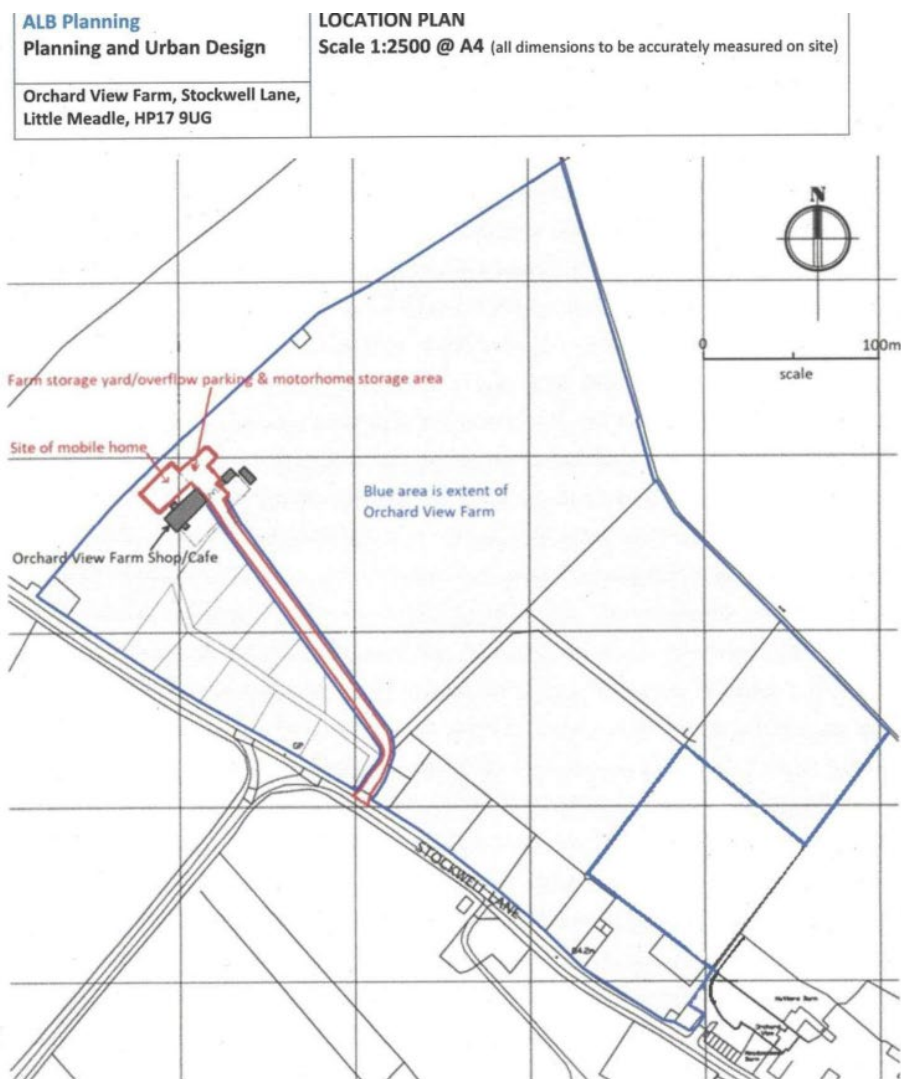 ALB Planning
Planning and Urban Design
Orchard View Farm, Stockwell Lane,
Little Meadle, HP17 9UG
LOCATION PLAN
Scale 1:2500 @ A4 (all dimensions to be accurately measured on site)
N
0
100m
scale
Farm storage yard/overflow parking & motorhome storage area
Site of mobile home
Blue area is extent of
Orchard View Farm
Orchard View Farm Shop/Cafe
GP
STOCKWELL LANE
Orchard
View
Barn